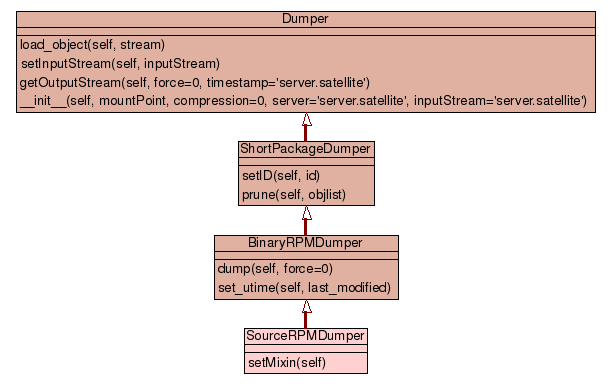 Dumper
load_object(self, stream)
setInputStream(self, inputStream)
getOutputStream(self, force=0, timestamp='server.satellite')
__init__(self, mountPoint, compression=0, server='server.satellite', inputStream='server.satellite')
ShortPackageDumper
setID(self, id)
prune(self, objlist)
BinaryRPMDumper
dump(self, force=0)
set_utime(self, last_modified)
SourceRPMDumper
setMixin(self)